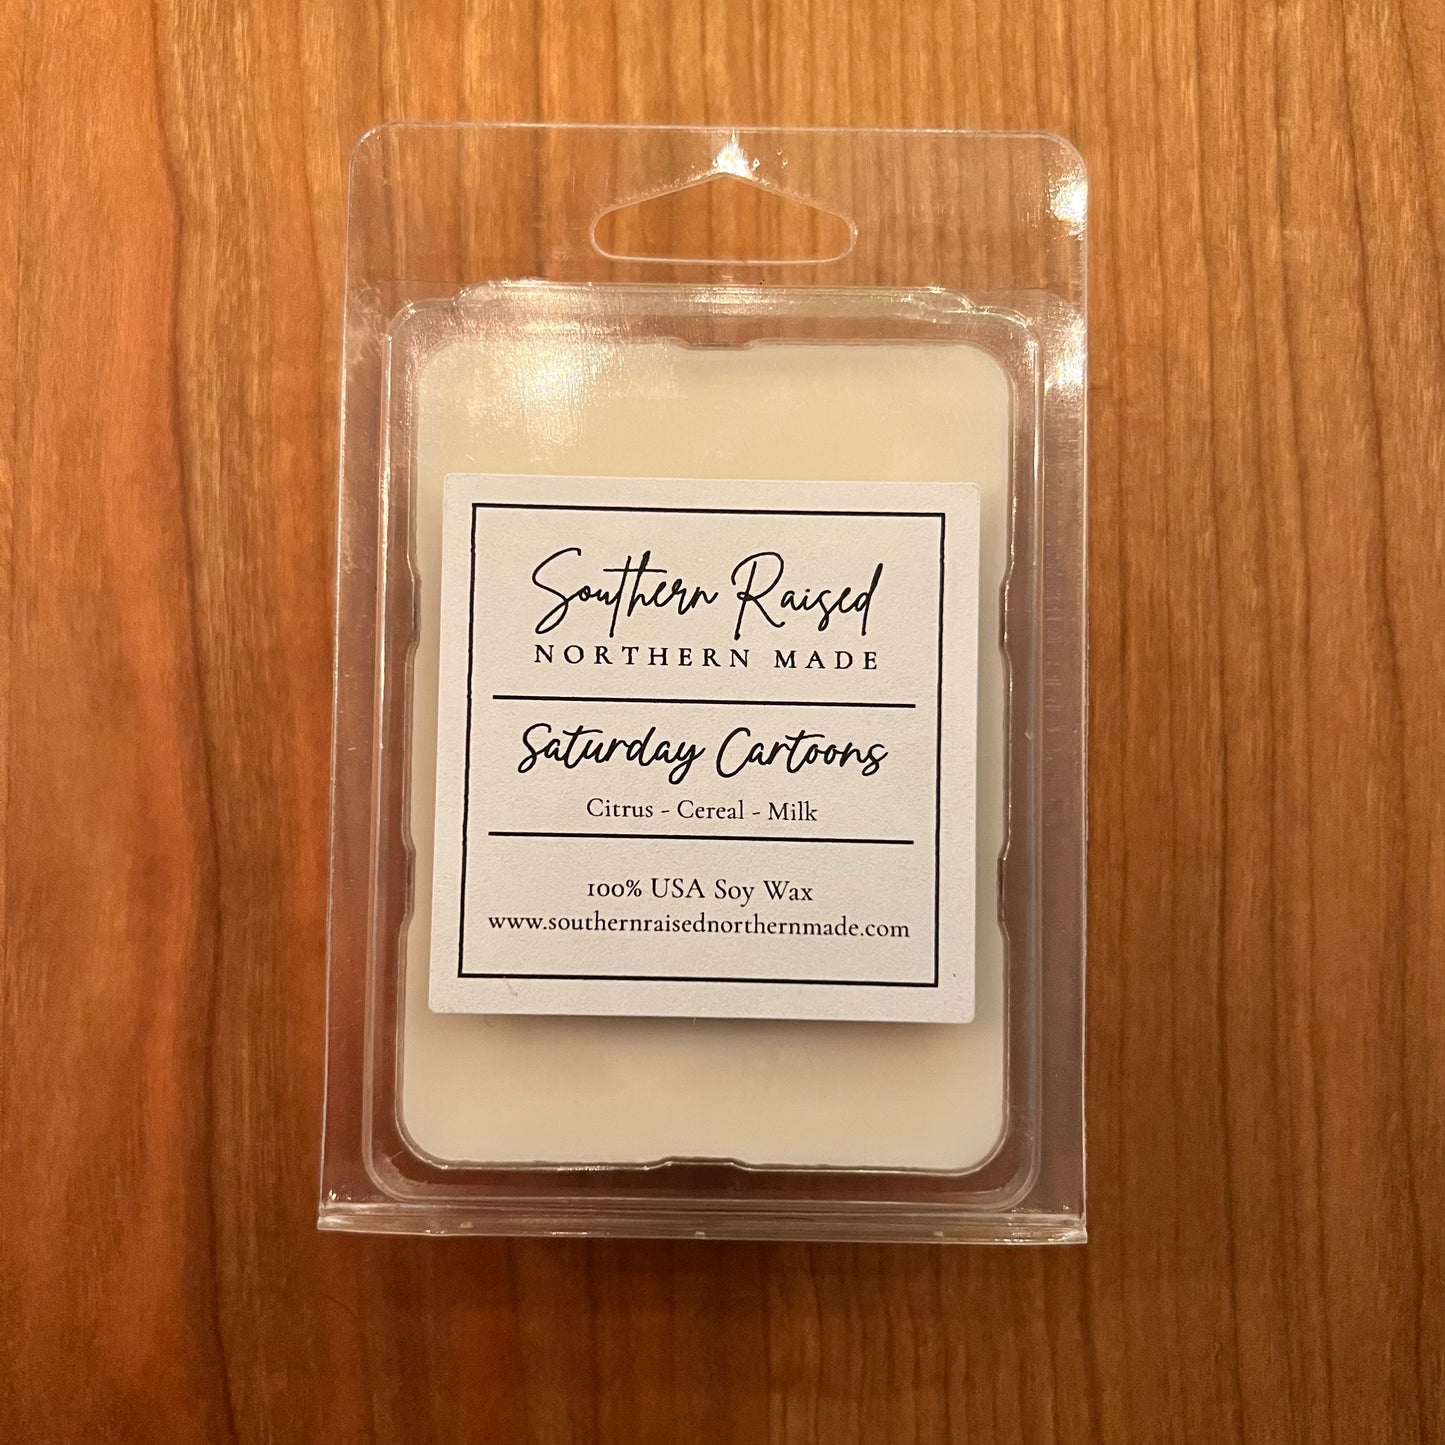 Southern Raised
NORTHERN MADE
Saturday Cartoons
Citrus - Cereal - Milk
100% USA Soy Wax
www.southernraisednorthernmade.com